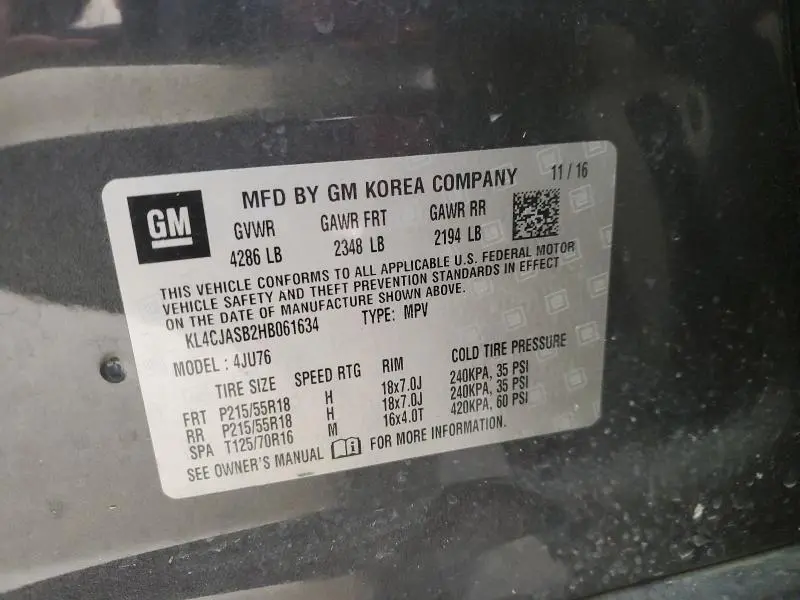 GM
MFD BY GM KOREA COMPANY 11 / 16
GVWR GAWR FRT GAWR RR
4286 LB 2348 LB 2194 LB
THIS VEHICLE CONFORMS TO ALL APPLICABLE U.S. FEDERAL MOTOR
VEHICLE SAFETY AND THEFT PREVENTION STANDARDS IN EFFECT
ON THE DATE OF MANUFACTURE SHOWN ABOVE.
KL4CJASB2HB061634 TYPE: MPV
MODEL : 4JU76
TIRE SIZE SPEED RTG RIM COLD TIRE PRESSURE
FRT P215/55R18 H 18x7.0J 240KPA, 35 PSI
RR P215/55R18 H 18x7.0J 240KPA, 35 PSI
SPA T125/70R16 M 16x4.0T 420KPA, 60 PSI
SEE OWNER'S MANUAL FOR MORE INFORMATION.